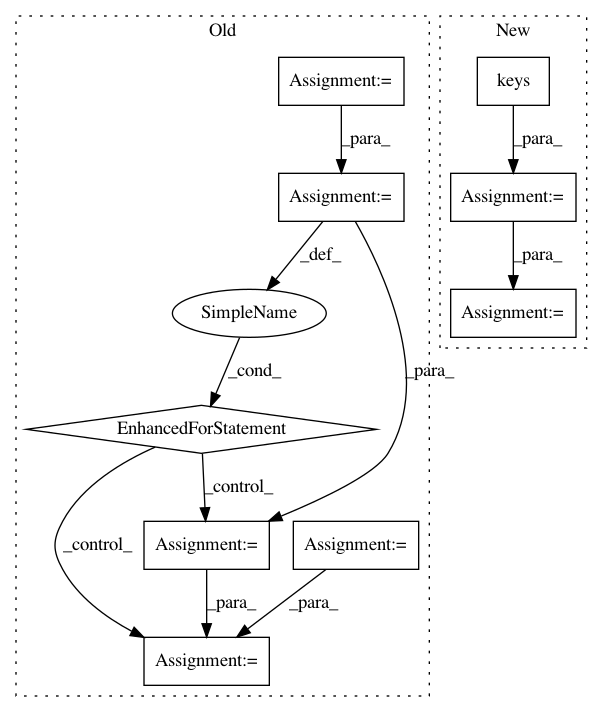 Old
New
Assignment:=
keys
_para_
_para_
Assignment:=
Assignment:=
_def_
_para_
SimpleName
Assignment:=
_cond_
_para_
EnhancedForStatement
_control_
_control_
Assignment:=
Assignment:=
_para_
_para_
Assignment:=